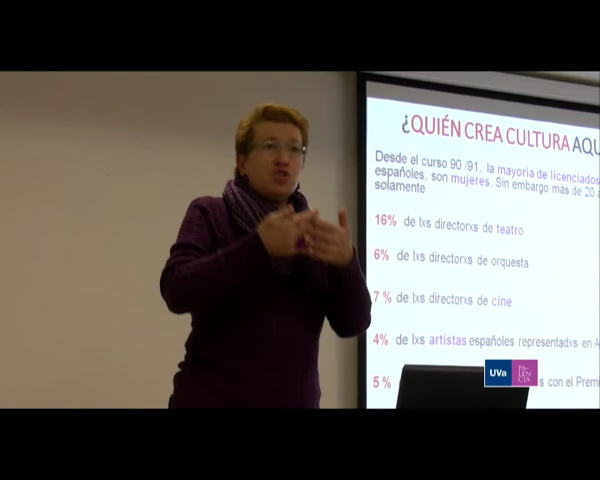 ¿QUIÉN CREA CULTURA AQU
Desde el curso 90 /91, la mayoria de licenciados
españoles, son mujeres. Sin embargo más de 20 a
solamente
16% de lxs directorxs de teatro
6% de lxs directorxs de orquesta
7 % de lxs directorxs de cine
4% de lxs artistas españoles representadxs en A
5 % s con el Premi
UVa
PA-
LEN
CIA